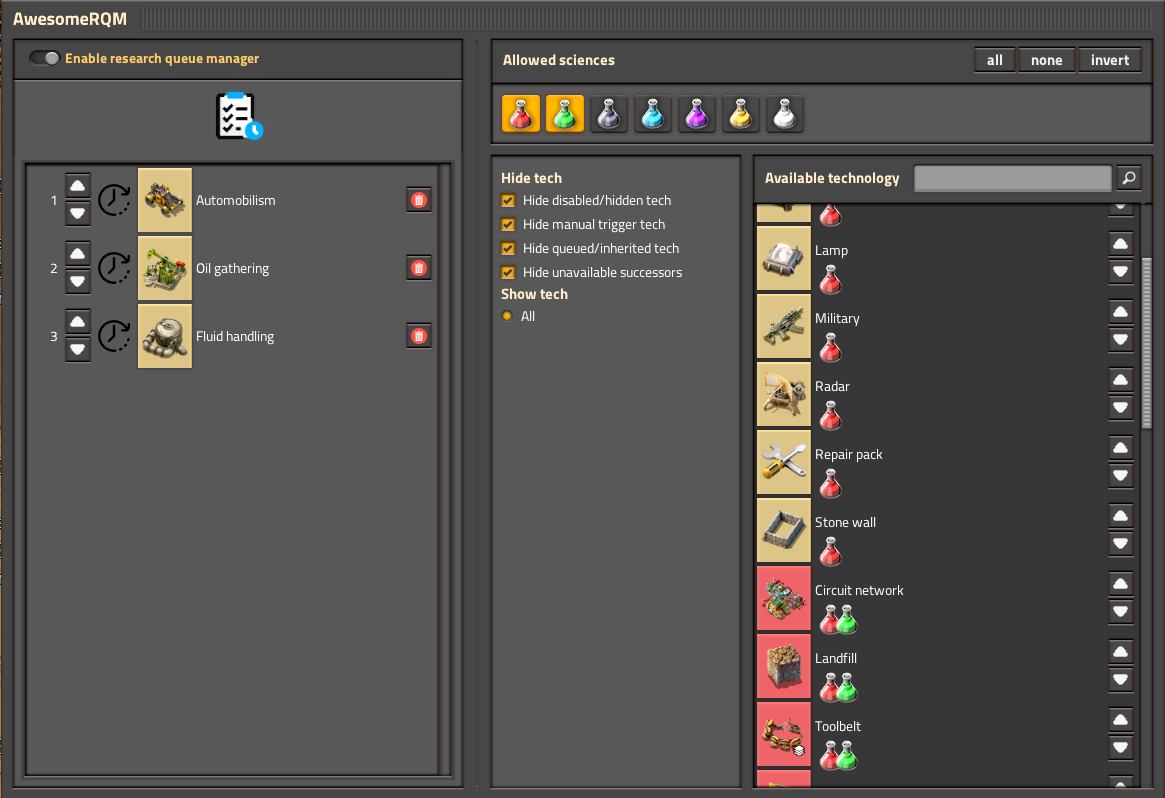 AwesomeRQM
Enable research queue manager
1
Automobilism
2
Oil gathering
3
Fluid handling
Allowed sciences
all
none
invert
Hide tech
Hide disabled/hidden tech
Hide manual trigger tech
Hide queued/inherited tech
Hide unavailable successors
Show tech
All
Available technology
Lamp
Military
Radar
Repair pack
Stone wall
Circuit network
Landfill
Toolbelt